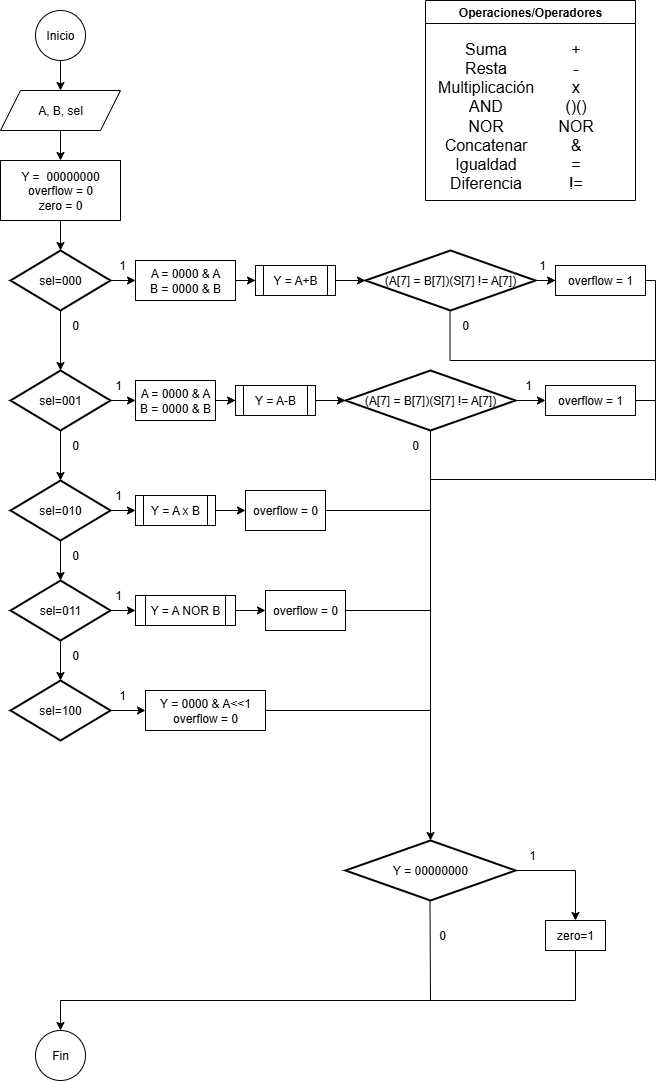 Operaciones/Operadores
Suma +
Resta -
Multiplicación x
AND ()()
NOR NOR
Concatenar &
Igualdad =
Diferencia !=
Inicio
A, B, sel
Y = 00000000
overflow = 0
zero = 0
sel=000
1
A = 0000 & A
B = 0000 & B
Y = A+B
(A[7] = B[7])(S[7] != A[7])
1
overflow = 1
0
0
sel=001
1
A = 0000 & A
B = 0000 & B
Y = A-B
(A[7] = B[7])(S[7] != A[7])
1
overflow = 1
0
0
sel=010
1
Y = A x B
overflow = 0
0
sel=011
1
Y = A NOR B
overflow = 0
0
sel=100
1
Y = 0000 & A<<1
overflow = 0
Y = 00000000
1
0
zero=1
Fin